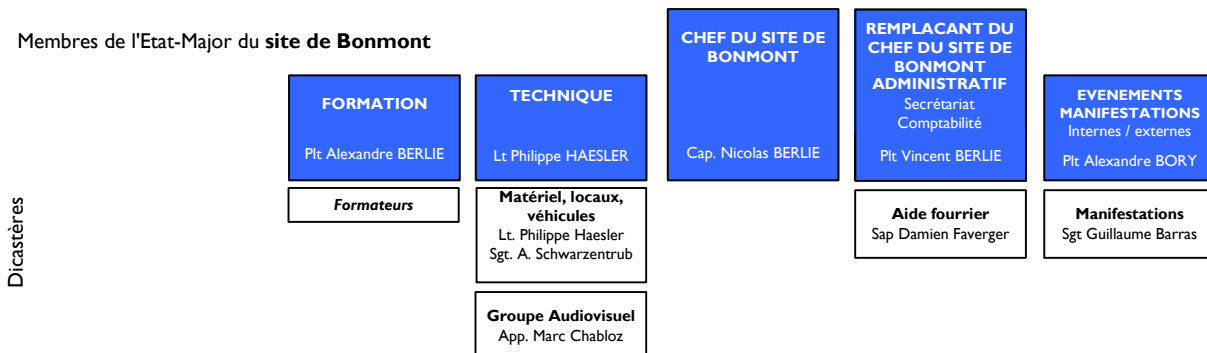 Membres de l'Etat-Major du site de Bonmont
FORMATION
Plt Alexandre BERLIE
TECHNIQUE
Lt Philippe HAESLER
CHEF DU SITE DE
BONMONT
Cap. Nicolas BERLIE
REMPLACANT DU
CHEF DU SITE DE
BONMONT
ADMINISTRATIF
Secrétariat
Comptabilité
Plt Vincent BERLIE
EVENEMENTS
MANIFESTATIONS
Internes / externes
Plt Alexandre BORY
Dicastères
Formateurs
Matériel, locaux,
véhicules
Lt. Philippe Haesler
Sgt. A. Schwarzentrub
Groupe Audiovisuel
App. Marc Chabloz
Aide fourrier
Sap Damien Faverger
Manifestations
Sgt Guillaume Barras